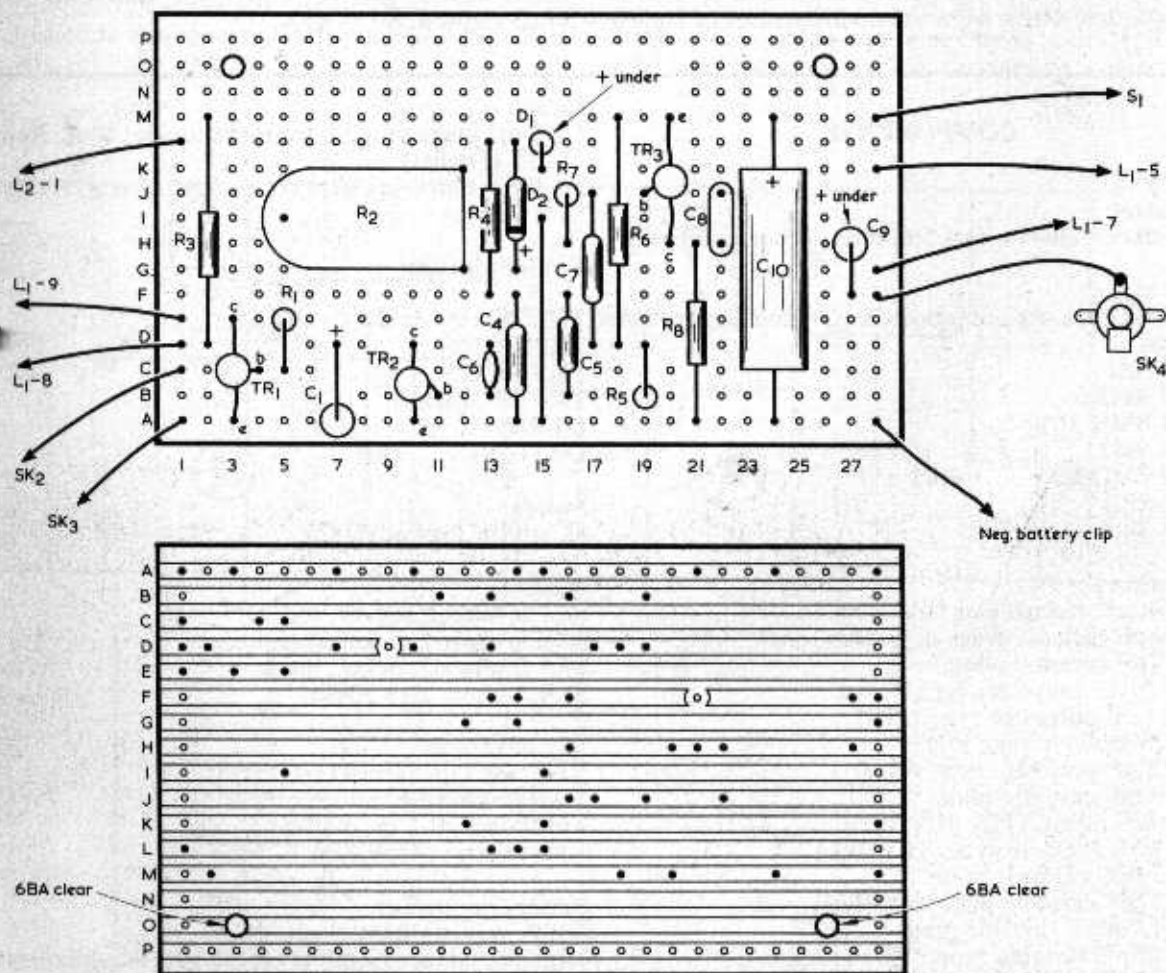 P
O
N
M
K
J
I
H
G
F
D
C
B
A
L2-1
L1-9
L1-8
SK2
SK3
R3
R2
R1
c
b
TR1
e
+
C1
c
TR2
b
e
D1
+ under
R4
D2
+
R7
C4
C6
C5
C7
R6
R5
TR3
e
b
c
C8
R8
+
C10
+ under
C9
S1
L1-5
L1-7
SK4
1 3 5 7 9 11 13 15 17 19 21 23 25 27
Neg. battery clip
A
B
C
D
E
F
G
H
I
J
K
L
M
N
O
P
6BA clear
6BA clear